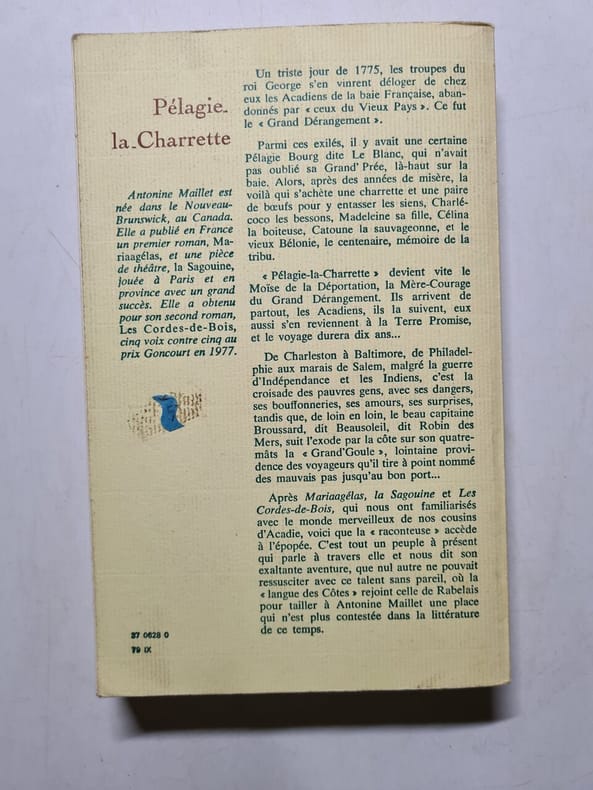 Pélagie-
la-Charrette
Antonine Maillet est
née dans le Nouveau-
Brunswick, au Canada.
Elle a publié en France
un premier roman, Ma-
riaagélas, et une pièce
de théâtre, la Sagouine,
jouée à Paris et en
province avec un grand
succès. Elle a obtenu
pour son second roman,
Les Cordes-de-Bois,
cinq voix contre cinq au
prix Goncourt en 1977.
37 0628 0
79 IX
Un triste jour de 1775, les troupes du
roi George s'en vinrent déloger de chez
eux les Acadiens de la baie Française, aban-
donnés par « ceux du Vieux Pays ». Ce fut
le « Grand Dérangement ».
Parmi ces exilés, il y avait une certaine
Pélagie Bourg dite Le Blanc, qui n'avait
pas oublié sa Grand' Prée, là-haut sur la
baie. Alors, après des années de misère, la
voilà qui s'achète une charrette et une paire
de bœufs pour y entasser les siens, Charlé-
coco les bessons, Madeleine sa fille, Célina
la boiteuse, Catoune la sauvageonne, et le
vieux Bélonie, le centenaire, mémoire de la
tribu.
« Pélagie-la-Charrette » devient vite le
Moïse de la Déportation, la Mère-Courage
du Grand Dérangement. Ils arrivent de
partout, les Acadiens, ils la suivent, eux
aussi s'en reviennent à la Terre Promise,
et le voyage durera dix ans...
De Charleston à Baltimore, de Philadel-
phie aux marais de Salem, malgré la guerre
d'Indépendance et les Indiens, c'est la
croisade des pauvres gens, avec ses dangers,
ses bouffonneries, ses amours, ses surprises,
tandis que, de loin en loin, le beau capitaine
Broussard, dit Beausoleil, dit Robin des
Mers, suit l'exode par la côte sur son quatre-
mâts la « Grand'Goule », lointaine provi-
dence des voyageurs qu'il tire à point nommé
des mauvais pas jusqu'au bon port...
Après Mariaagélas, la Sagouine et Les
Cordes-de-Bois, qui nous ont familiarisés
avec le monde merveilleux de nos cousins
d'Acadie, voici que la « raconteuse » accède
à l'épopée. C'est tout un peuple à présent
qui parle à travers elle et nous dit son
exaltante aventure, que nul autre ne pouvait
ressusciter avec ce talent sans pareil, où la
« langue des Côtes » rejoint celle de Rabelais
pour tailler à Antonine Maillet une place
qui n'est plus contestée dans la littérature
de ce temps.